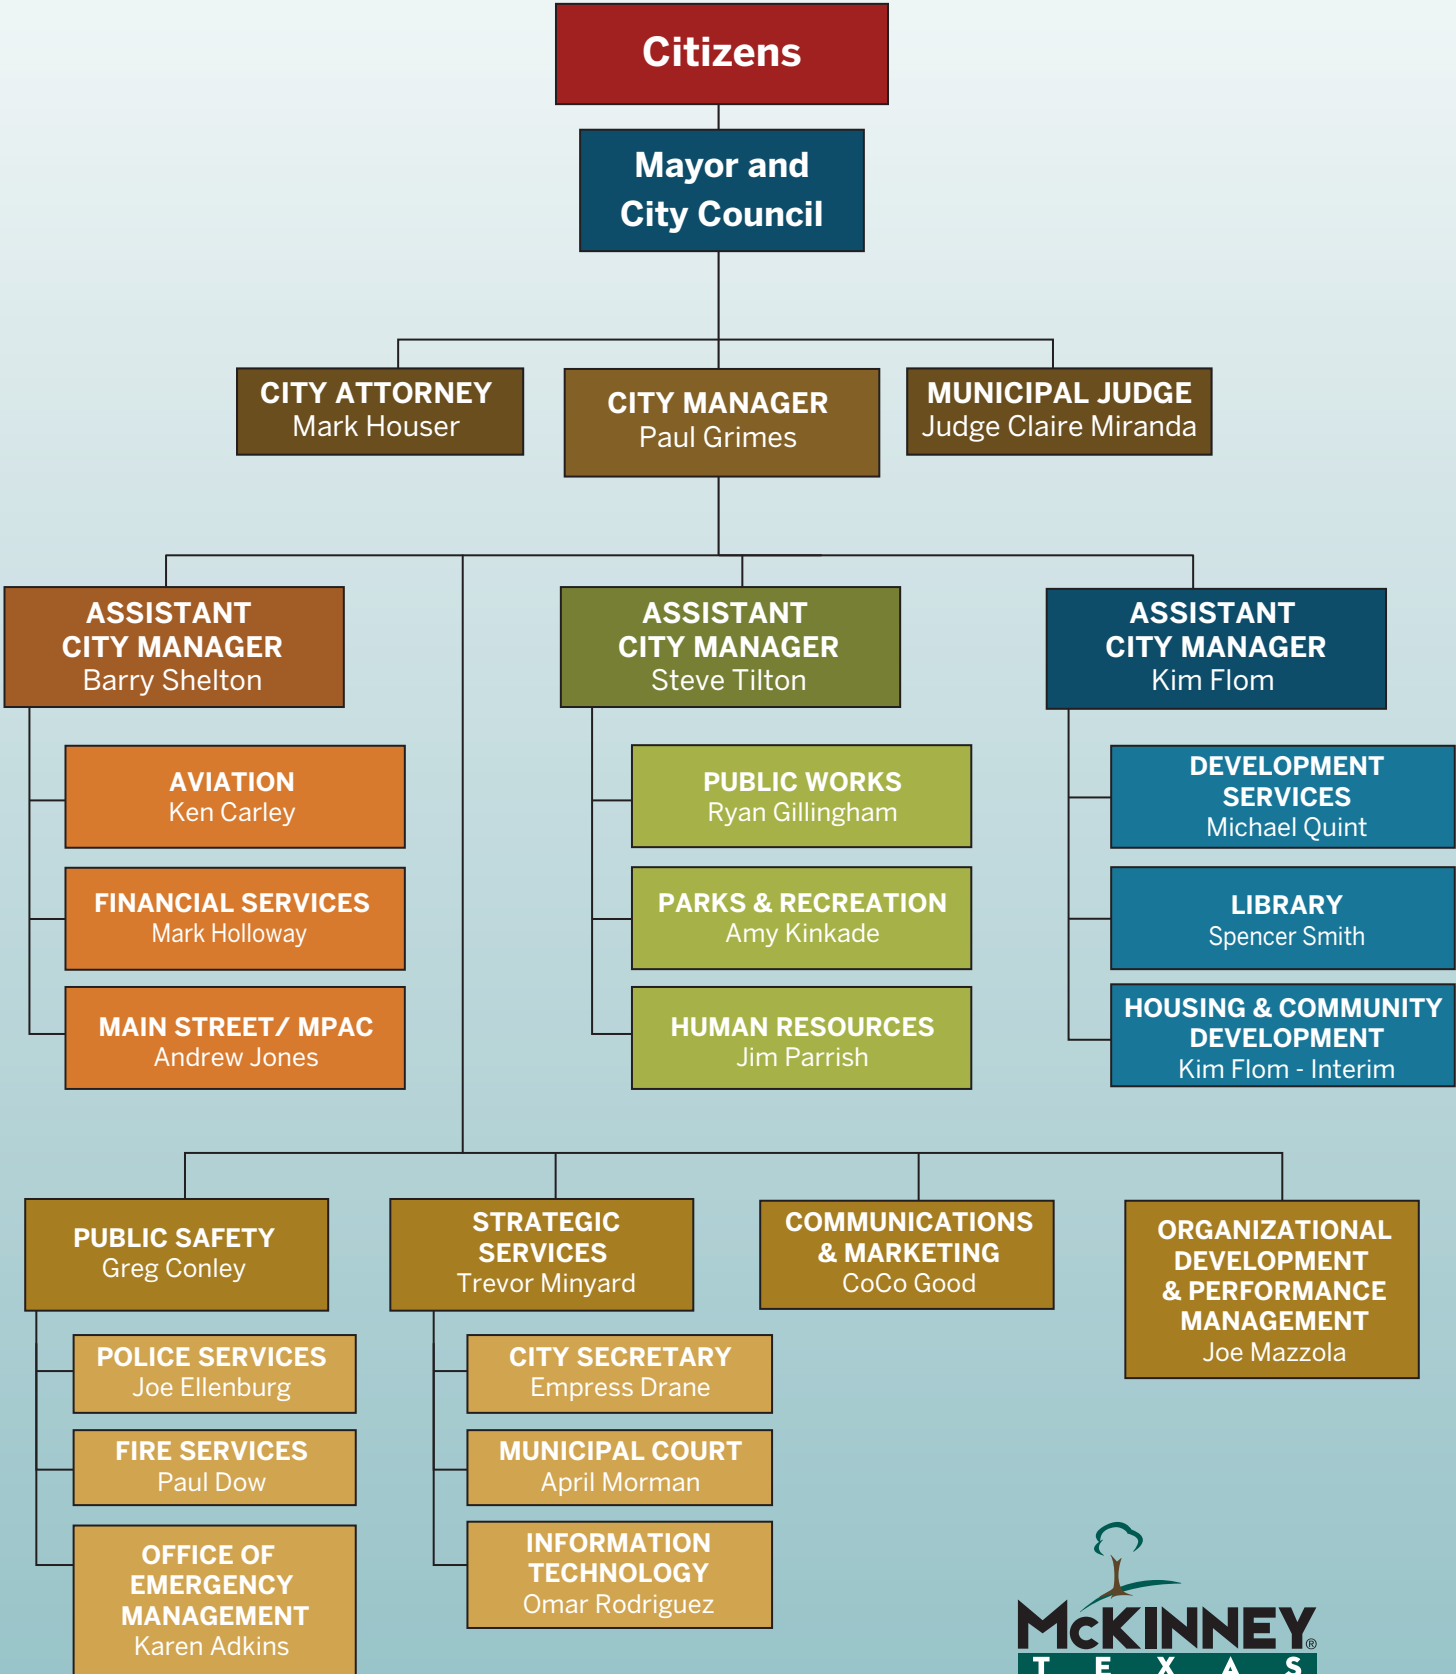 Citizens
Mayor and
City Council
CITY ATTORNEY
Mark Houser
CITY MANAGER
Paul Grimes
MUNICIPAL JUDGE
Judge Claire Miranda
ASSISTANT
CITY MANAGER
Barry Shelton
ASSISTANT
CITY MANAGER
Steve Tilton
ASSISTANT
CITY MANAGER
Kim Flom
AVIATION
Ken Carley
FINANCIAL SERVICES
Mark Holloway
MAIN STREET/ MPAC
Andrew Jones
PUBLIC WORKS
Ryan Gillingham
PARKS & RECREATION
Amy Kinkade
HUMAN RESOURCES
Jim Parrish
DEVELOPMENT
SERVICES
Michael Quint
LIBRARY
Spencer Smith
HOUSING & COMMUNITY
DEVELOPMENT
Kim Flom - Interim
PUBLIC SAFETY
Greg Conley
POLICE SERVICES
Joe Ellenburg
FIRE SERVICES
Paul Dow
OFFICE OF
EMERGENCY
MANAGEMENT
Karen Adkins
STRATEGIC
SERVICES
Trevor Minyard
CITY SECRETARY
Empress Drane
MUNICIPAL COURT
April Morman
INFORMATION
TECHNOLOGY
Omar Rodriguez
COMMUNICATIONS
& MARKETING
CoCo Good
ORGANIZATIONAL
DEVELOPMENT
& PERFORMANCE
MANAGEMENT
Joe Mazzola
McKINNEY®
TEXAS